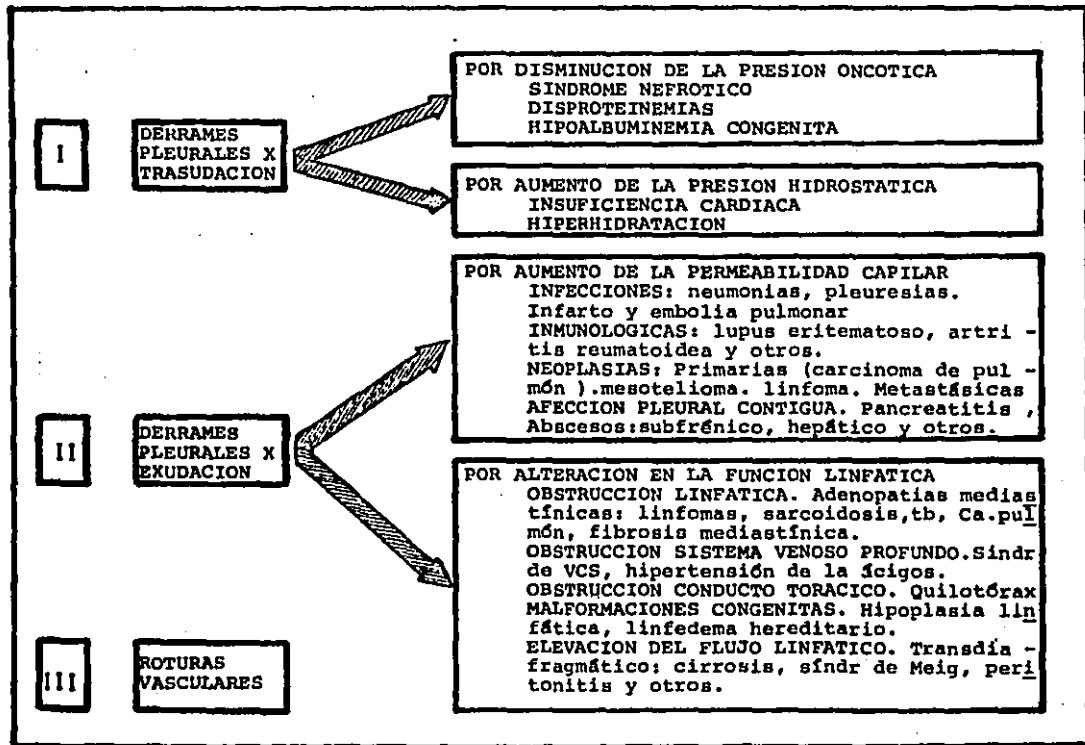 I
DERRAMES
PLEURALES X
TRASUDACION
POR DISMINUCION DE LA PRESION ONCOTICA
SINDROME NEFROTICO
DISPROTEINEMIAS
HIPOALBUMINEMIA CONGENITA
POR AUMENTO DE LA PRESION HIDROSTATICA
INSUFICIENCIA CARDIACA
HIPERHIDRATACION
II
DERRAMES
PLEURALES X
EXUDACION
POR AUMENTO DE LA PERMEABILIDAD CAPILAR
INFECCIONES: neumonias, pleuresias.
Infarto y embolia pulmonar
INMUNOLOGICAS: lupus eritematoso, artri -
tis reumatoidea y otros.
NEOPLASIAS: Primarias (carcinoma de pul -
món ).mesotelioma. linfoma. Metastásicas
AFECCION PLEURAL CONTIGUA. Pancreatitis ,
Abscesos:subfrénico, hepático y otros.
POR ALTERACION EN LA FUNCION LINFATICA
OBSTRUCCION LINFATICA. Adenopatias medias
tínicas: linfomas, sarcoidosis,tb, Ca.pul
món, fibrosis mediastínica.
OBSTRUCCION SISTEMA VENOSO PROFUNDO.Sindr
de VCS, hipertensión de la ácigos.
OBSTRUCCION CONDUCTO TORACICO. Quilotórax
MALFORMACIONES CONGENITAS. Hipoplasia lin
fática, linfedema hereditario.
ELEVACION DEL FLUJO LINFATICO. Transdia -
fragmático: cirrosis, síndr de Meig, peri
tonitis y otros.
III
ROTURAS
VASCULARES